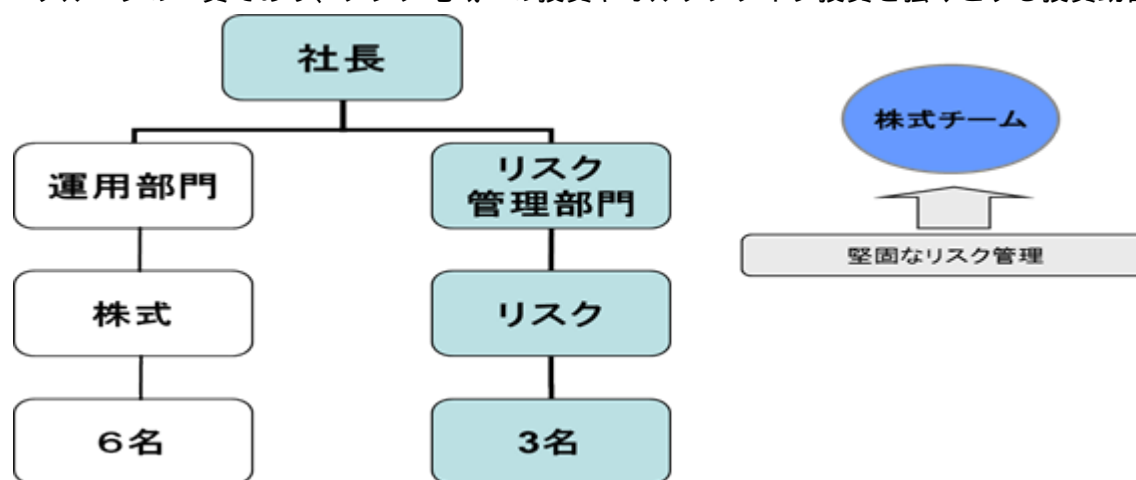 社長
運用部門
リスク
管理部門
株式
リスク
6名
3名
株式チーム
堅固なリスク管理